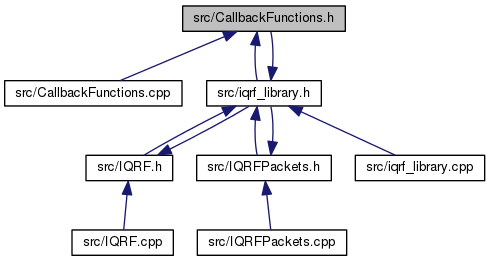 src/CallbackFunctions.h
src/CallbackFunctions.cpp
src/iqrf_library.h
src/IQRF.h
src/IQRFPackets.h
src/iqrf_library.cpp
src/IQRF.cpp
src/IQRFPackets.cpp